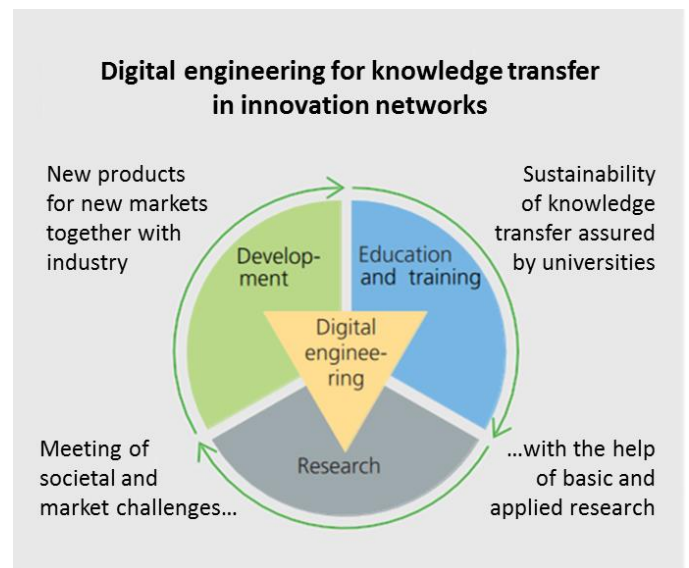 Digital engineering for knowledge transfer
in innovation networks
New products
for new markets
together with
industry
Sustainability
of knowledge
transfer assured
by universities
Develop-
ment
Education
and training
Digital
enginee-
ring
Research
Meeting of
societal and
market challenges...
...with the help
of basic and
applied research